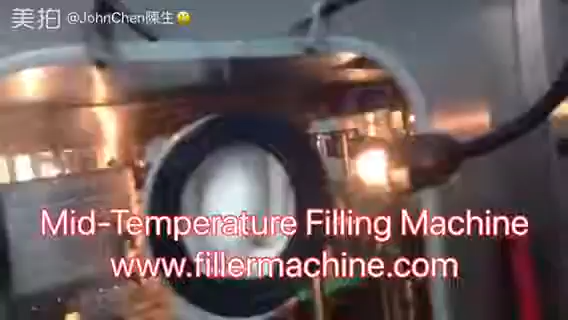 美拍 @JohnChen陳生😶
Mid-Temperature Filling Machine
www.fillermachine.com